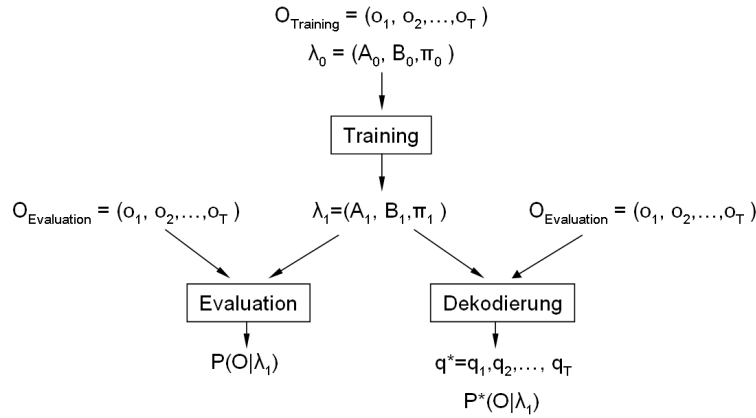 O_Training = (o_1, o_2,...,o_T )
λ_0 = (A_0, B_0,π_0 )
Training
O_Evaluation = (o_1, o_2,...,o_T )
λ_1=(A_1, B_1,π_1 )
O_Evaluation = (o_1, o_2,...,o_T )
Evaluation
Dekodierung
P(O|λ_1)
q*=q_1,q_2,..., q_T
P*(O|λ_1)